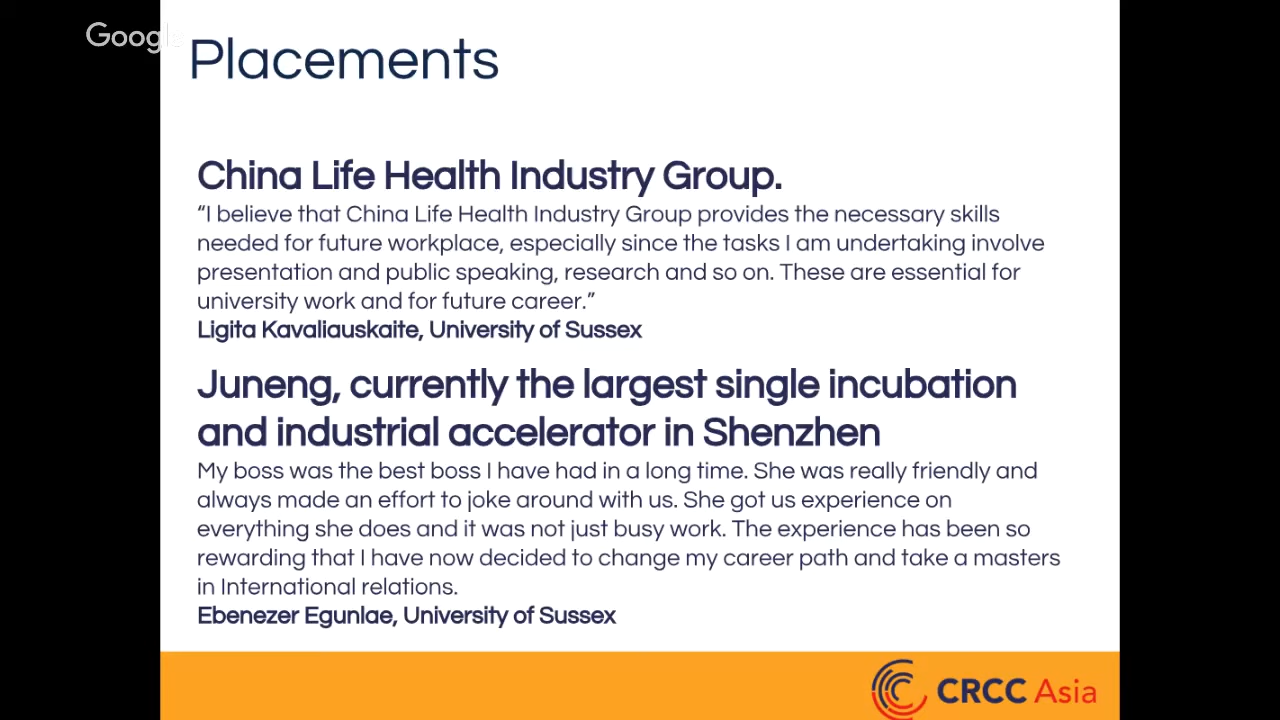 Google
Placements
China Life Health Industry Group.
“I believe that China Life Health Industry Group provides the necessary skills
needed for future workplace, especially since the tasks I am undertaking involve
presentation and public speaking, research and so on. These are essential for
university work and for future career.”
Ligita Kavaliauskaite, University of Sussex
Juneng, currently the largest single incubation
and industrial accelerator in Shenzhen
My boss was the best boss I have had in a long time. She was really friendly and
always made an effort to joke around with us. She got us experience on
everything she does and it was not just busy work. The experience has been so
rewarding that I have now decided to change my career path and take a masters
in International relations.
Ebenezer Egunlae, University of Sussex
CRCC Asia